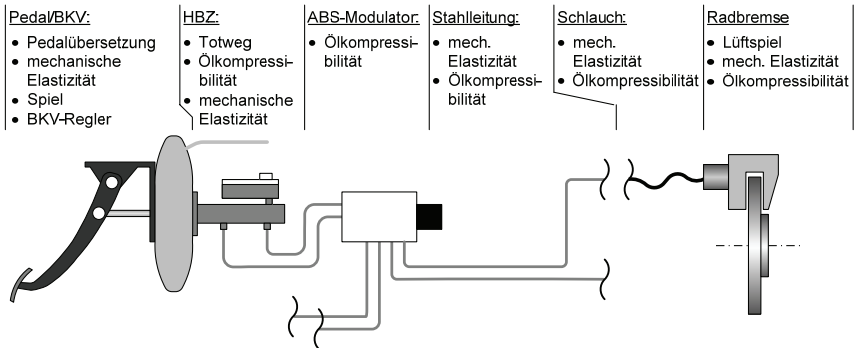 Pedal/BKV:
• Pedalübersetzung
• mechanische
Elastizität
• Spiel
• BKV-Regler
HBZ:
• Totweg
• Ölkompressi-
bilität
• mechanische
Elastizität
ABS-Modulator:
• Ölkompressi-
bilität
Stahlleitung:
• mech.
Elastizität
• Ölkompressi-
bilität
Schlauch:
• mech.
Elastizität
• Ölkompressibilität
Radbremse
• Lüftspiel
• mech. Elastizität
• Ölkompressibilität